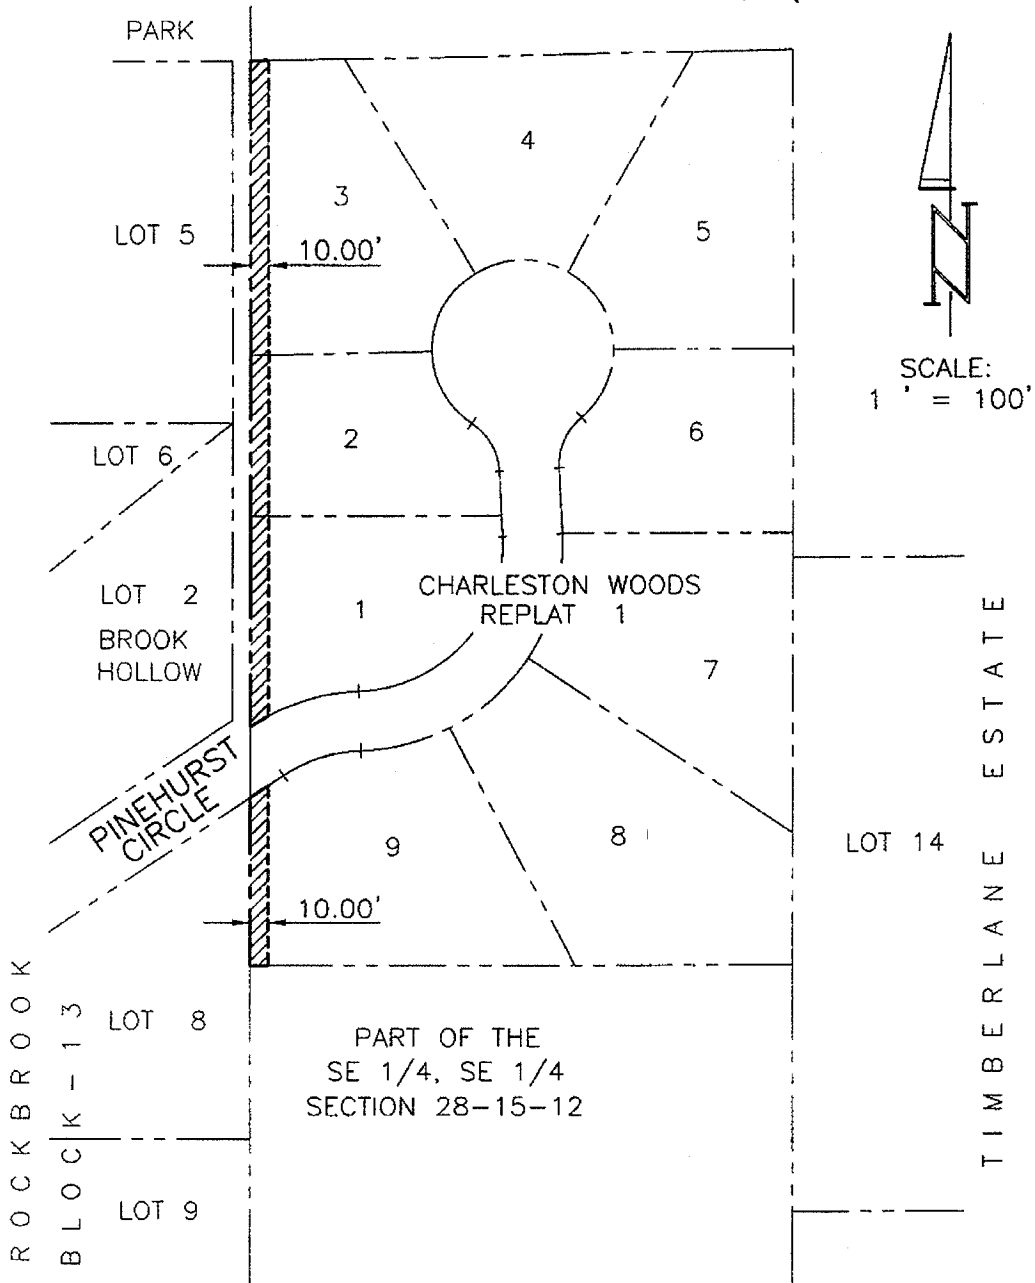 PARK
4
3
LOT 5
5
10.00'
N
SCALE:
1 ' = 100'
2
6
LOT 6
CHARLESTON WOODS
REPLAT 1
LOT 2
1
BROOK
HOLLOW
7
PINEHURST
CIRCLE
9
8
LOT 14
10.00'
TIMBERLANE ESTATE
ROCKBROOK
BLOCK-13
LOT 8
PART OF THE
SE 1/4, SE 1/4
SECTION 28-15-12
LOT 9